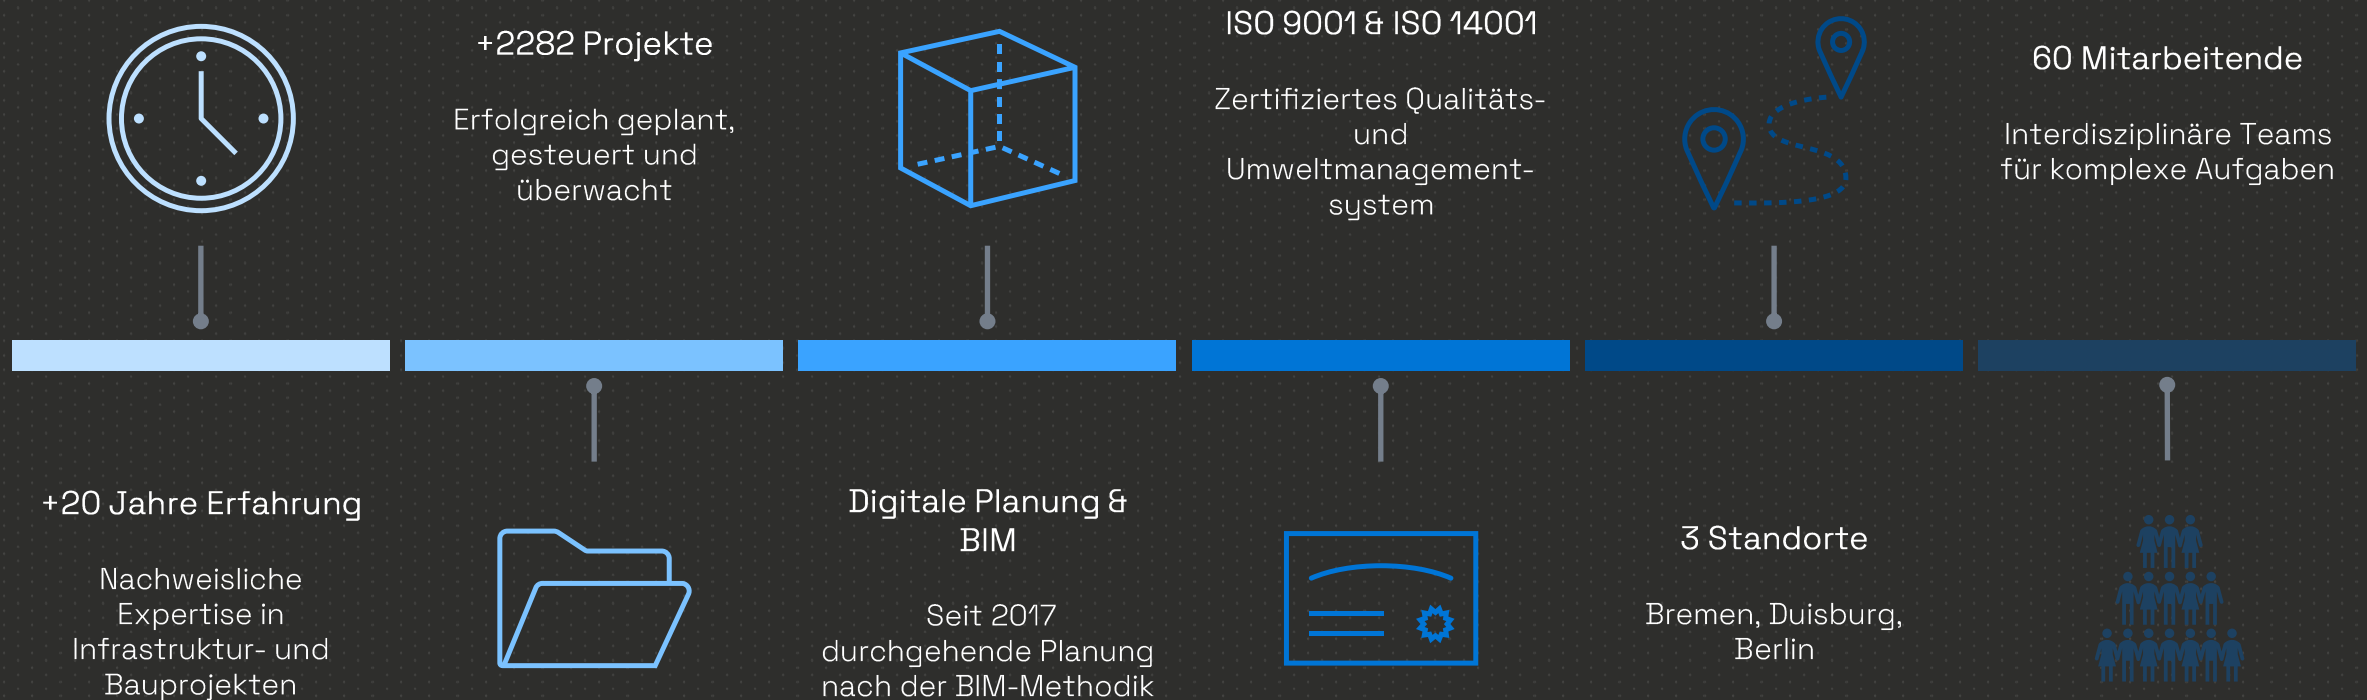 +20 Jahre Erfahrung
Nachweisliche
Expertise in
Infrastruktur- und
Bauprojekten
+2282 Projekte
Erfolgreich geplant,
gesteuert und
überwacht
Digitale Planung &
BIM
Seit 2017
durchgehende Planung
nach der BIM-Methodik
ISO 9001 & ISO 14001
Zertifiziertes Qualitäts-
und
Umweltmanagement-
system
3 Standorte
Bremen, Duisburg,
Berlin
60 Mitarbeitende
Interdisziplinäre Teams
für komplexe Aufgaben